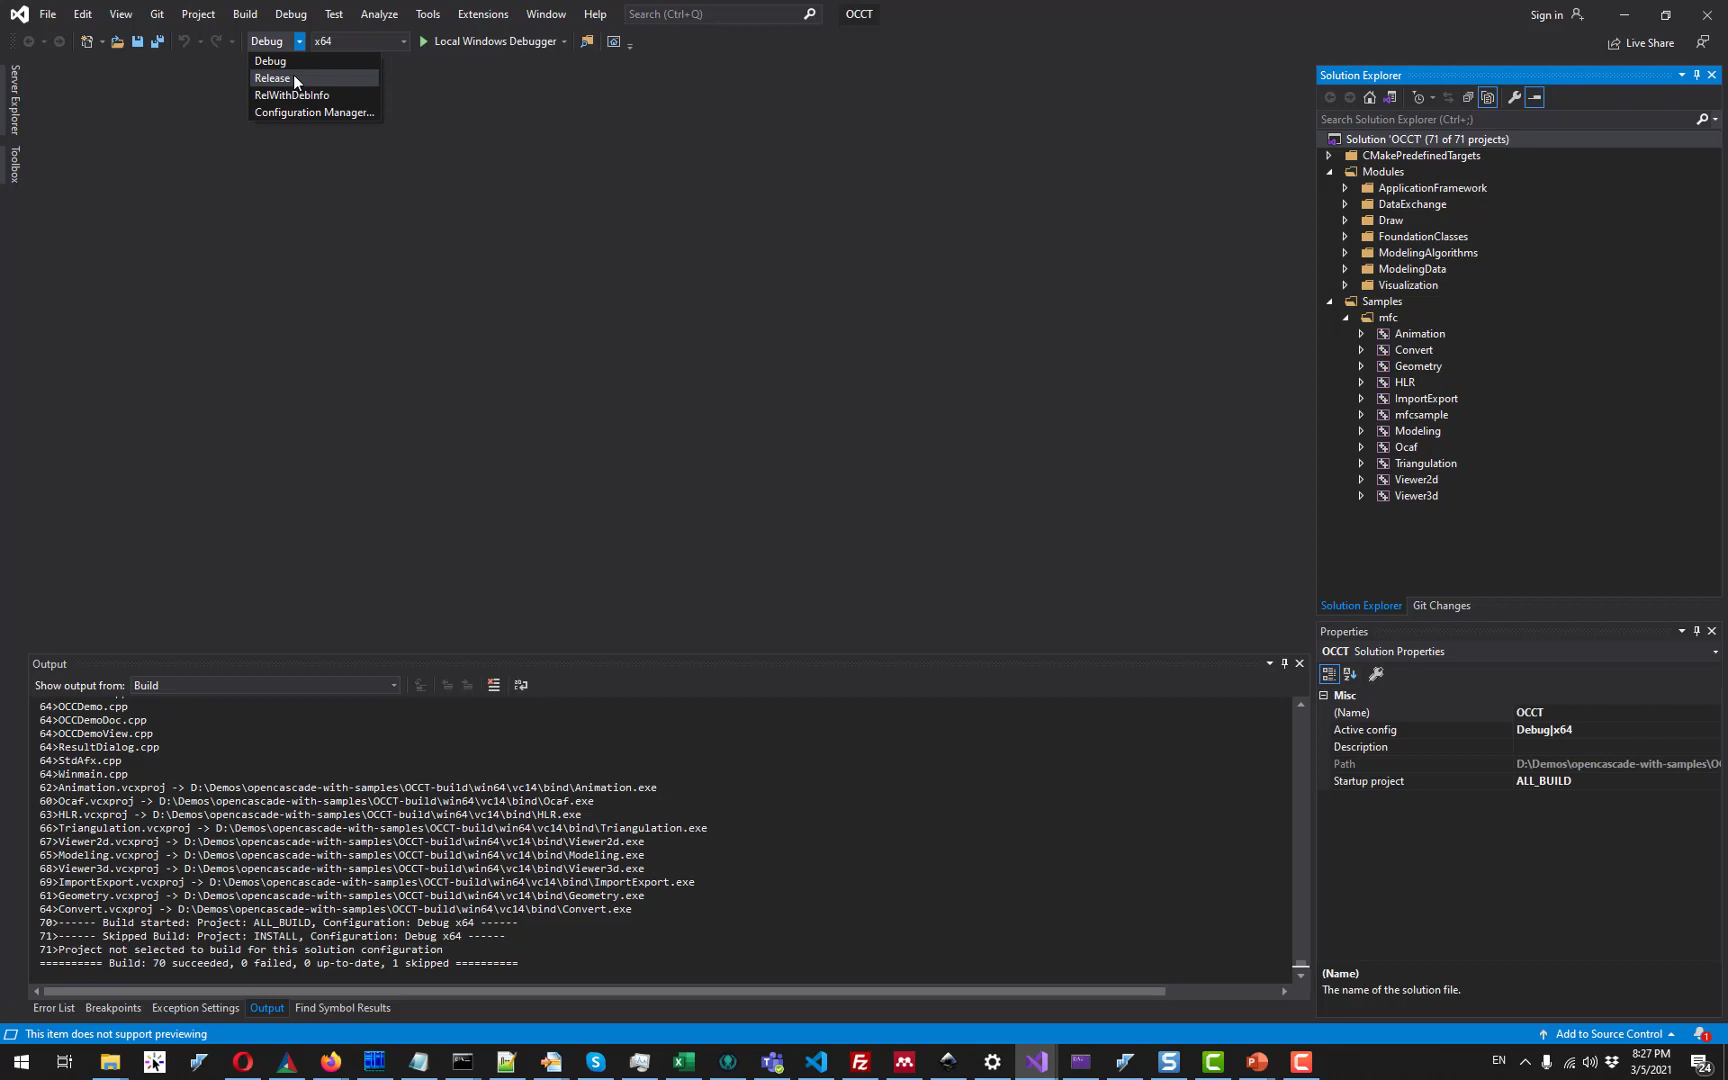 File Edit View Git Project Build Debug Test Analyze Tools Extensions Window Help Search (Ctrl+Q) OCCT Sign in
Debug x64 Local Windows Debugger Live Share
Debug
Release
RelWithDebInfo
Configuration Manager...
Server Explorer
Toolbox
Solution Explorer
Search Solution Explorer (Ctrl+;)
Solution 'OCCT' (71 of 71 projects)
CMakePredefinedTargets
Modules
ApplicationFramework
DataExchange
Draw
FoundationClasses
ModelingAlgorithms
ModelingData
Visualization
Samples
mfc
Animation
Convert
Geometry
HLR
ImportExport
mfcsample
Modeling
Ocaf
Triangulation
Viewer2d
Viewer3d
Solution Explorer Git Changes
Properties
OCCT Solution Properties
Misc
(Name) OCCT
Active config Debug|x64
Description
Path D:\Demos\opencascade-with-samples\OC
Startup project ALL_BUILD
(Name)
The name of the solution file.
Output
Show output from: Build
64>OCCDemo.cpp
64>OCCDemoDoc.cpp
64>OCCDemoView.cpp
64>ResultDialog.cpp
64>StdAfx.cpp
64>Winmain.cpp
62>Animation.vcxproj -> D:\Demos\opencascade-with-samples\OCCT-build\win64\vc14\bind\Animation.exe
60>Ocaf.vcxproj -> D:\Demos\opencascade-with-samples\OCCT-build\win64\vc14\bind\Ocaf.exe
63>HLR.vcxproj -> D:\Demos\opencascade-with-samples\OCCT-build\win64\vc14\bind\HLR.exe
66>Triangulation.vcxproj -> D:\Demos\opencascade-with-samples\OCCT-build\win64\vc14\bind\Triangulation.exe
67>Viewer2d.vcxproj -> D:\Demos\opencascade-with-samples\OCCT-build\win64\vc14\bind\Viewer2d.exe
65>Modeling.vcxproj -> D:\Demos\opencascade-with-samples\OCCT-build\win64\vc14\bind\Modeling.exe
68>Viewer3d.vcxproj -> D:\Demos\opencascade-with-samples\OCCT-build\win64\vc14\bind\Viewer3d.exe
69>ImportExport.vcxproj -> D:\Demos\opencascade-with-samples\OCCT-build\win64\vc14\bind\ImportExport.exe
61>Geometry.vcxproj -> D:\Demos\opencascade-with-samples\OCCT-build\win64\vc14\bind\Geometry.exe
64>Convert.vcxproj -> D:\Demos\opencascade-with-samples\OCCT-build\win64\vc14\bind\Convert.exe
70>------ Build started: Project: ALL_BUILD, Configuration: Debug x64 ------
71>------ Skipped Build: Project: INSTALL, Configuration: Debug x64 ------
71>Project not selected to build for this solution configuration
========== Build: 70 succeeded, 0 failed, 0 up-to-date, 1 skipped ==========
Error List Breakpoints Exception Settings Output Find Symbol Results
This item does not support previewing Add to Source Control 1
EN 8:27 PM
3/5/2021 24